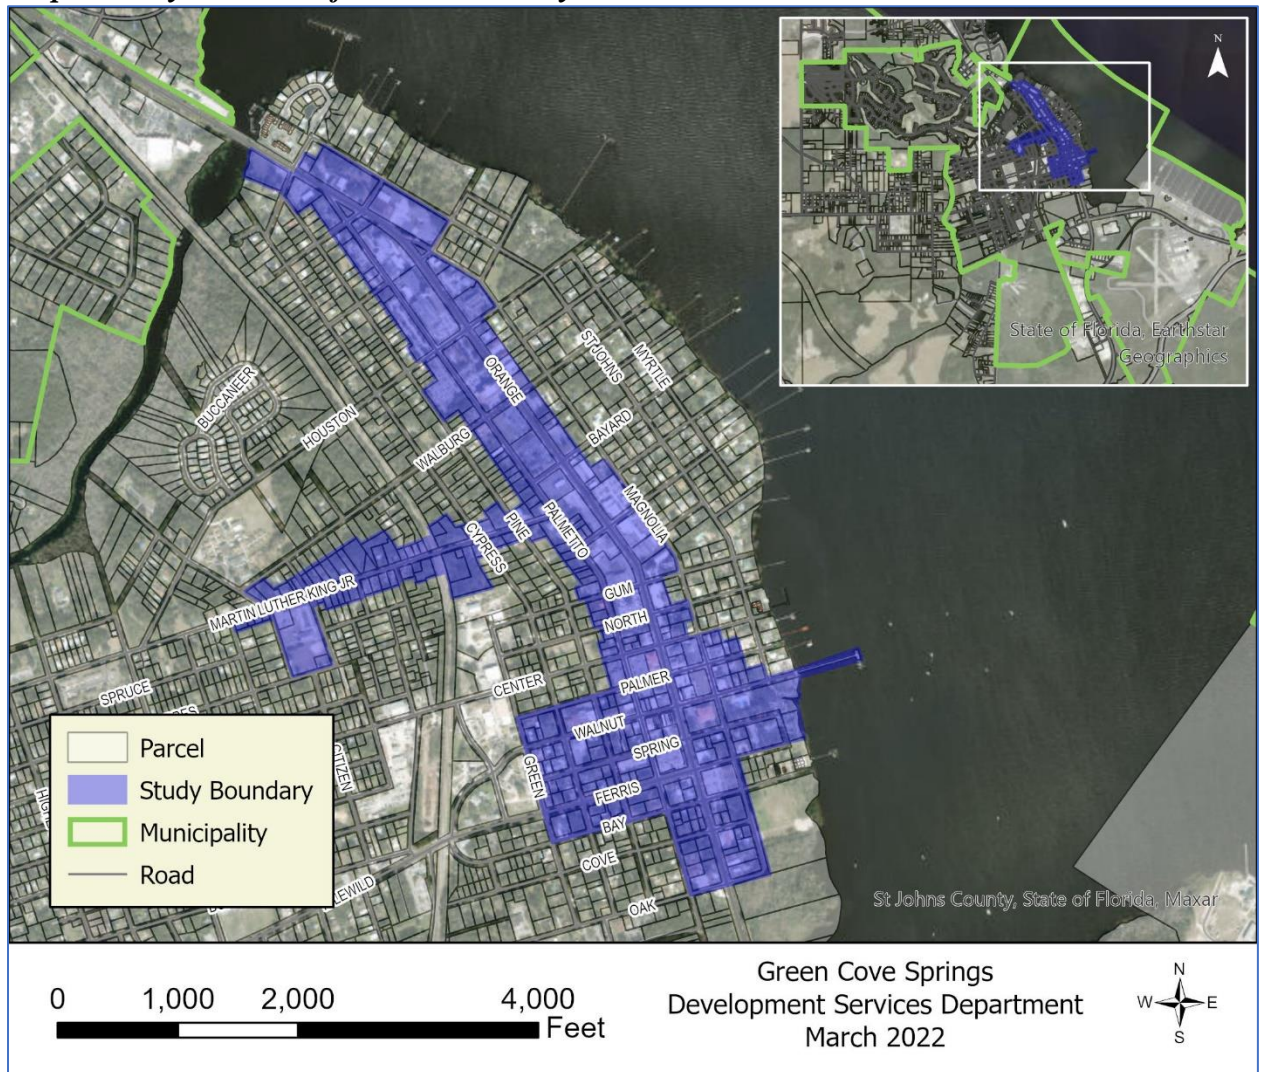 N
State of Florida, Earthstar
Geographics
ORANGE
ST JOHNS
MYRTLE
BUCCANEER
HOUSTON
WALBURG
BAYARD
MAGNOLIA
PALMETTO
PINE
CYPRESS
MARTIN LUTHER KING JR
GUM
NORTH
PALMER
CENTER
SPRUCE
WALNUT
SPRING
GREEN
FERRIS
BAY
COVE
OAK
CITIZEN
Parcel
Study Boundary
Municipality
Road
St Johns County, State of Florida, Maxar
0 1,000 2,000 4,000
Feet
Green Cove Springs
Development Services Department
March 2022
N
W E
S